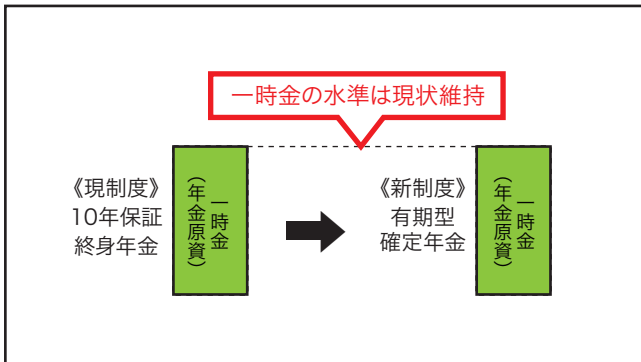 一時金の水準は現状維持
《現制度》
10年保証
終身年金
一時金
（年金原資）
《新制度》
有期型
確定年金
一時金
（年金原資）